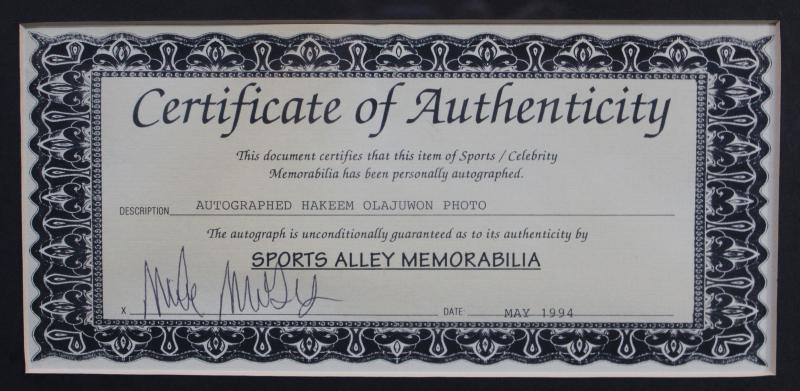 Certificate of Authenticity
This document certifies that this item of Sports / Celebrity
Memorabilia has been personally autographed.
DESCRIPTION AUTOGRAPHED HAKEEM OLAJUWON PHOTO
The autograph is unconditionally guaranteed as to its authenticity by
SPORTS ALLEY MEMORABILIA
X Mike DATE: MAY 1994